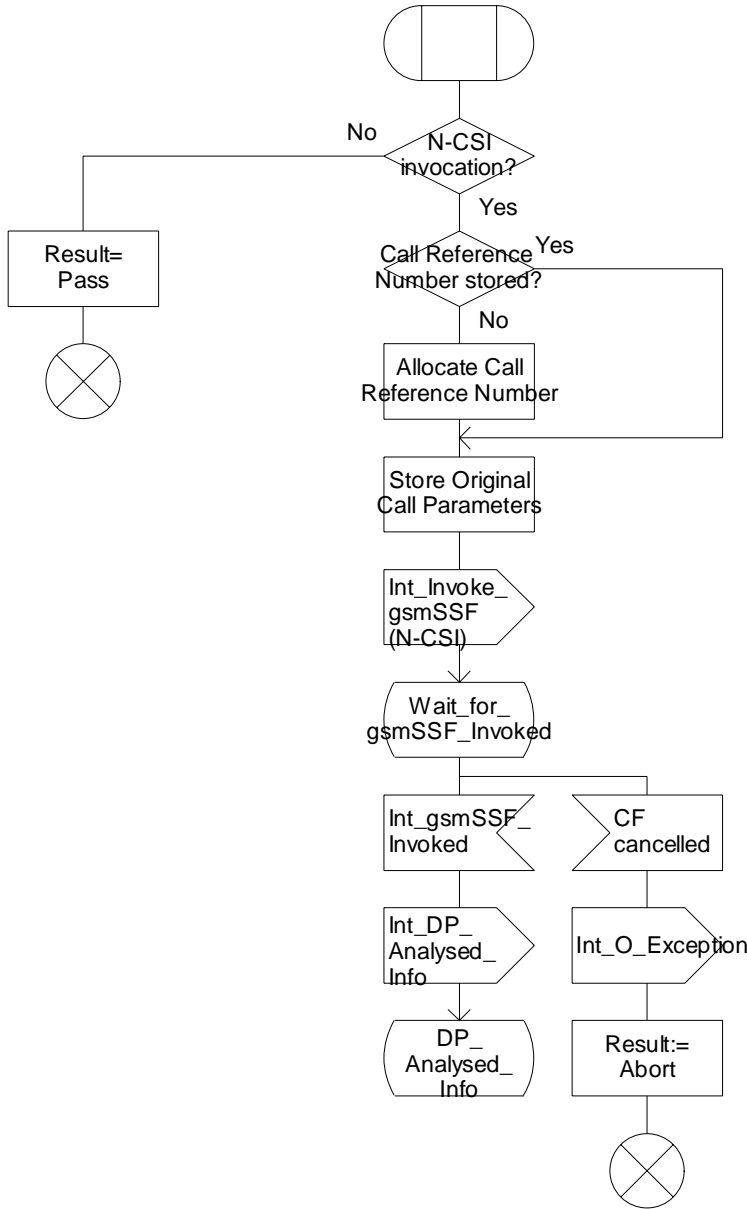 No
N-CSI
invocation?
Yes
Result=
Pass
Call Reference
Number stored?
Yes
No
Allocate Call
Reference Number
Store Original
Call Parameters
Int_Invoke_
gsmSSF
(N-CSI)
Wait_for_
gsmSSF_Invoked
Int_gsmSSF_
Invoked
CF
cancelled
Int_DP_
Analysed_
Info
Int_O_Exception
DP_
Analysed_
Info
Result:=
Abort